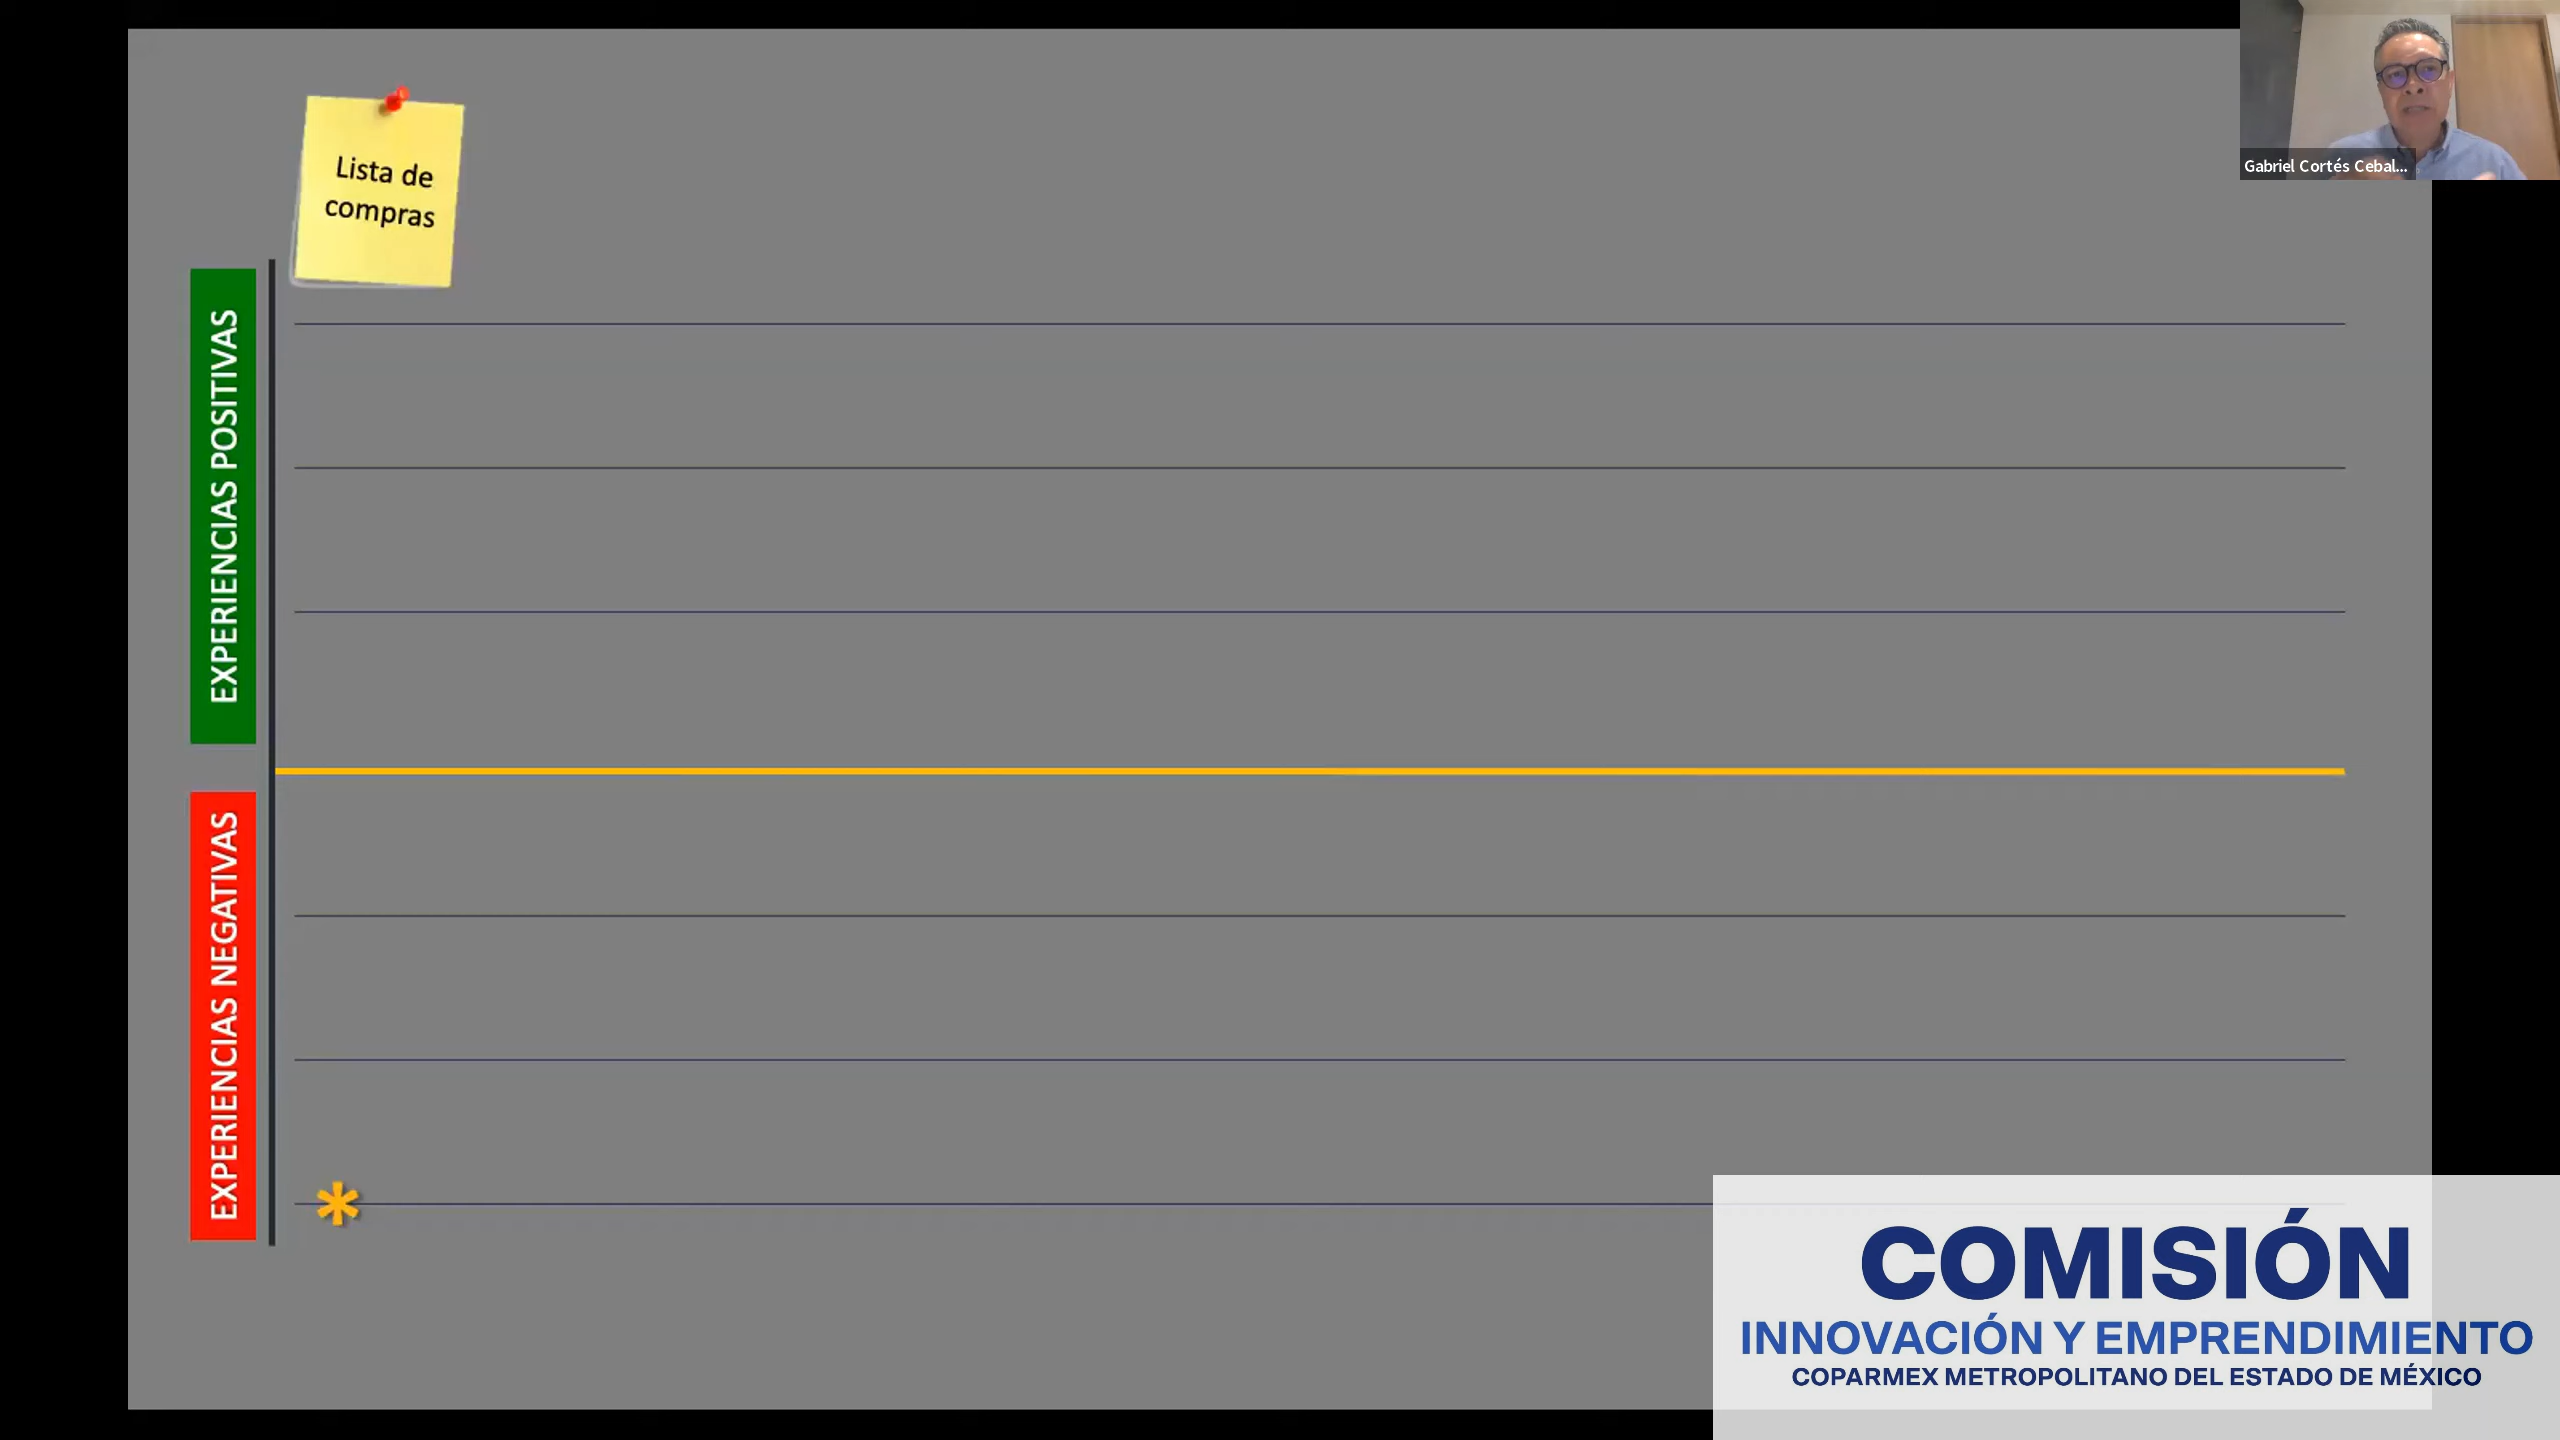 Gabriel Cortés Cebal...
Lista de
compras
EXPERIENCIAS POSITIVAS
EXPERIENCIAS NEGATIVAS
*
COMISIÓN
INNOVACIÓN Y EMPRENDIMIENTO
COPARMEX METROPOLITANO DEL ESTADO DE MÉXICO